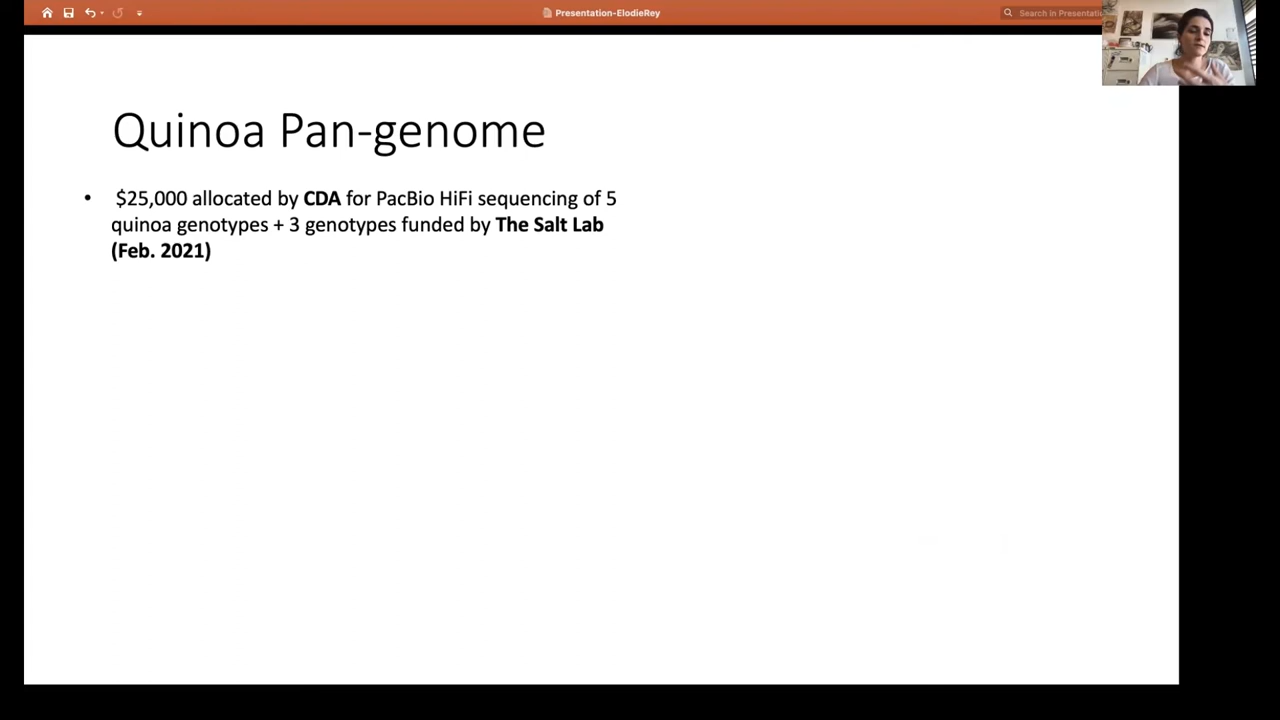 Presentation-ElodieRey
Search in Presentatio
Quinoa Pan-genome
• $25,000 allocated by CDA for PacBio HiFi sequencing of 5
quinoa genotypes + 3 genotypes funded by The Salt Lab
(Feb. 2021)